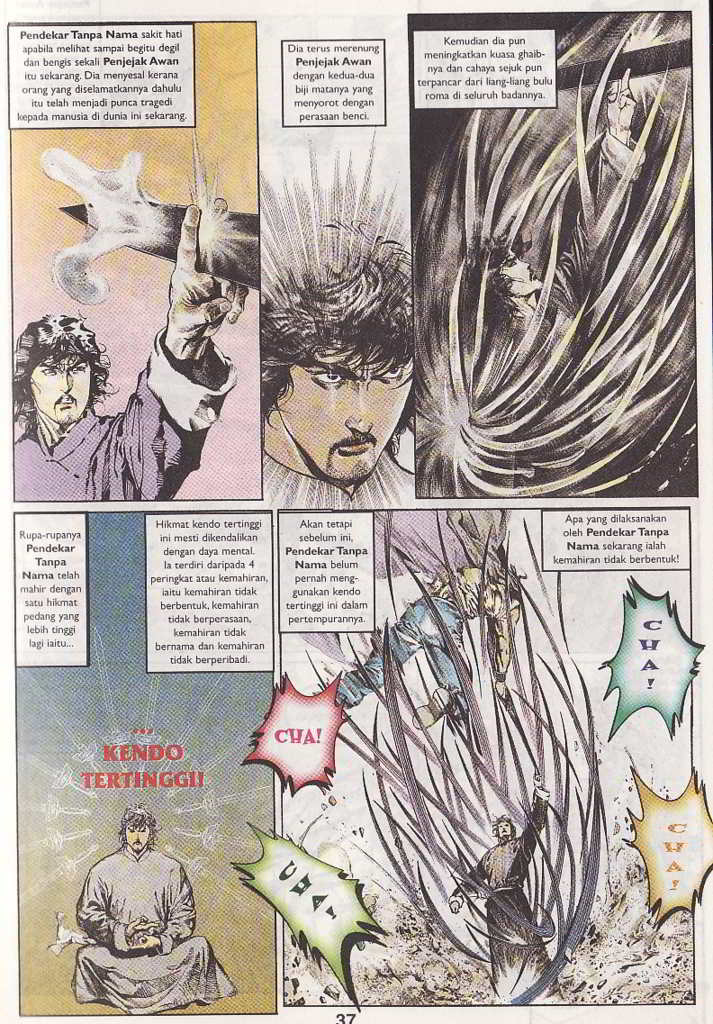 Pendekar Tanpa Nama sakit hati
apabila melihat sampai begitu degil
dan bengis sekali Penjejak Awan
itu sekarang. Dia menyesal kerana
orang yang diselamatkannya dahulu
itu telah menjadi punca tragedi
kepada manusia di dunia ini sekarang.
Dia terus merenung
Penjejak Awan
dengan kedua-dua
biji matanya yang
menyorot dengan
perasaan benci.
Kemudian dia pun
meningkatkan kuasa ghaib-
nya dan cahaya sejuk pun
terpancar dari liang-liang bulu
roma di seluruh badannya.
Rupa-rupanya
Pendekar
Tanpa
Nama telah
mahir dengan
satu hikmat
pedang yang
lebih tinggi
lagi iaitu...
Hikmat kendo tertinggi
ini mesti dikendalikan
dengan daya mental.
Ia terdiri daripada 4
peringkat atau kemahiran,
iaitu kemahiran tidak
berbentuk, kemahiran
tidak berperasaan,
kemahiran tidak
bernama dan kemahiran
tidak berperibadi.
...
KENDO
TERTINGGI!
Akan tetapi
sebelum ini,
Pendekar Tanpa
Nama belum
pernah meng-
gunakan kendo
tertinggi ini dalam
pertempurannya.
Apa yang dilaksanakan
oleh Pendekar Tanpa
Nama sekarang ialah
kemahiran tidak berbentuk!
CHA!
CHA!
CHA!
CHA!
37